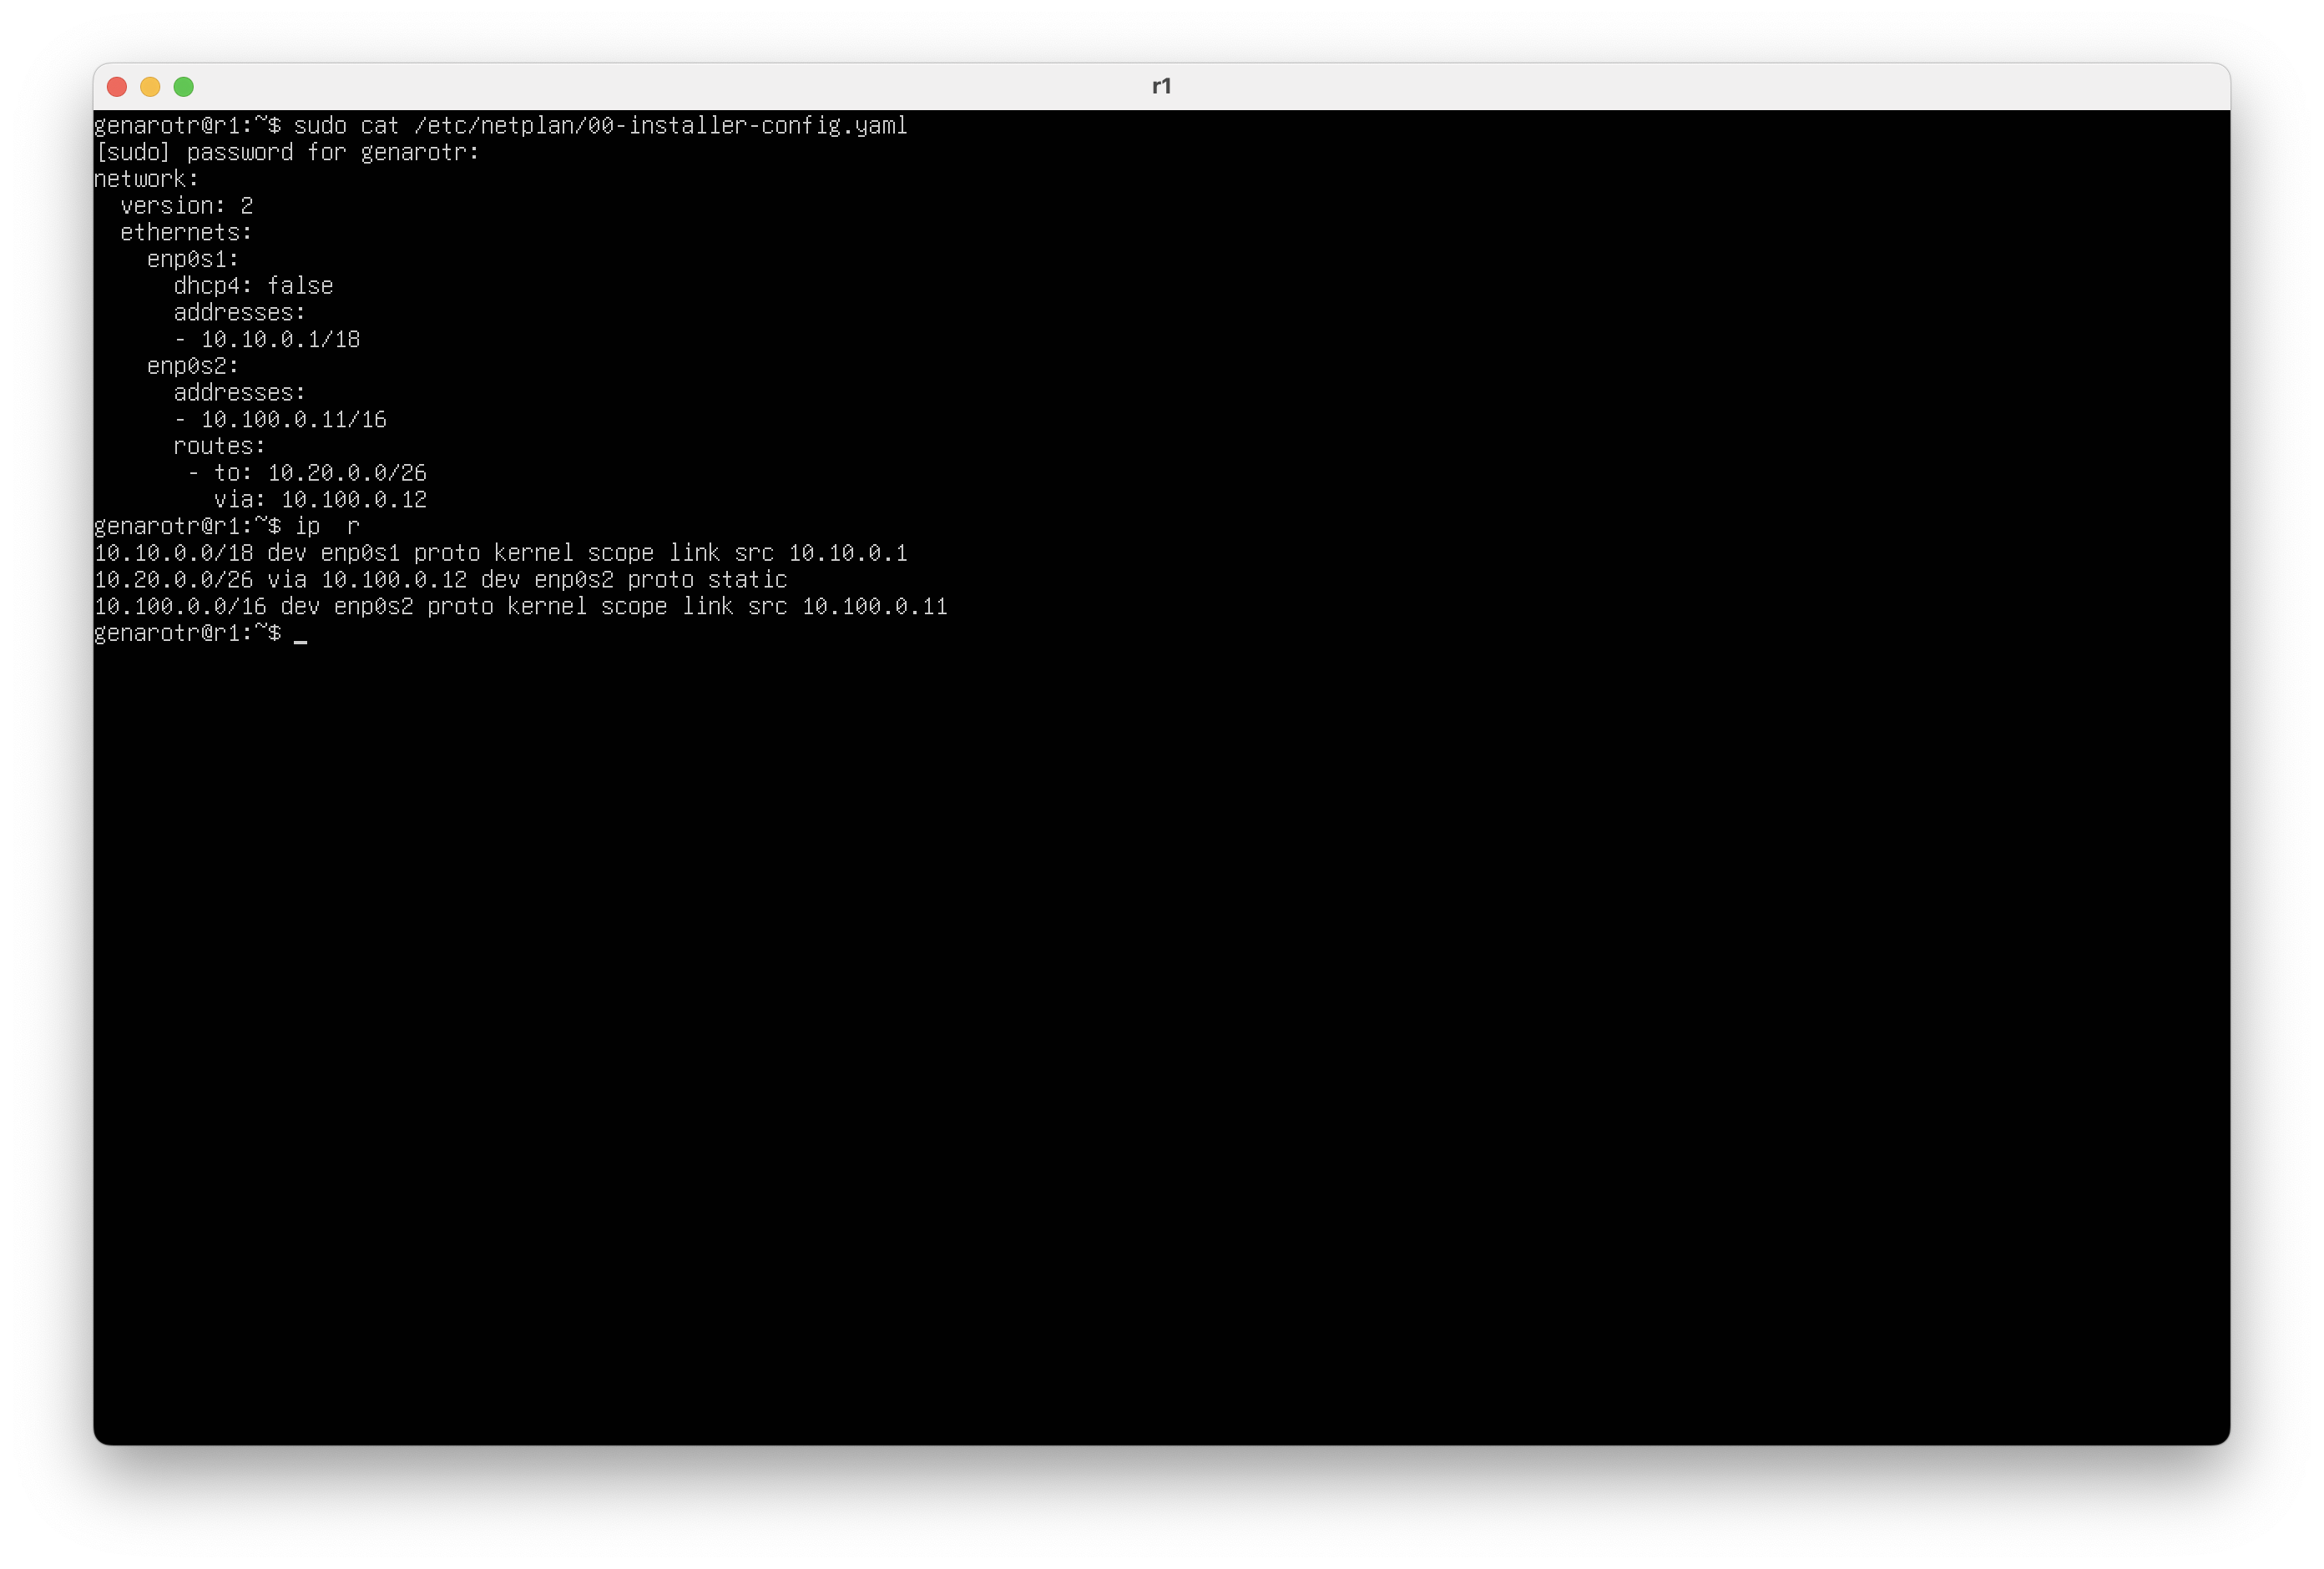 r1
genarotr@r1:~$ sudo cat /etc/netplan/00-installer-config.yaml
[sudo] password for genarotr:
network:
  version: 2
  ethernets:
    enp0s1:
      dhcp4: false
      addresses:
      - 10.10.0.1/18
    enp0s2:
      addresses:
      - 10.100.0.11/16
      routes:
       - to: 10.20.0.0/26
         via: 10.100.0.12
genarotr@r1:~$ ip  r
10.10.0.0/18 dev enp0s1 proto kernel scope link src 10.10.0.1
10.20.0.0/26 via 10.100.0.12 dev enp0s2 proto static
10.100.0.0/16 dev enp0s2 proto kernel scope link src 10.100.0.11
genarotr@r1:~$ _